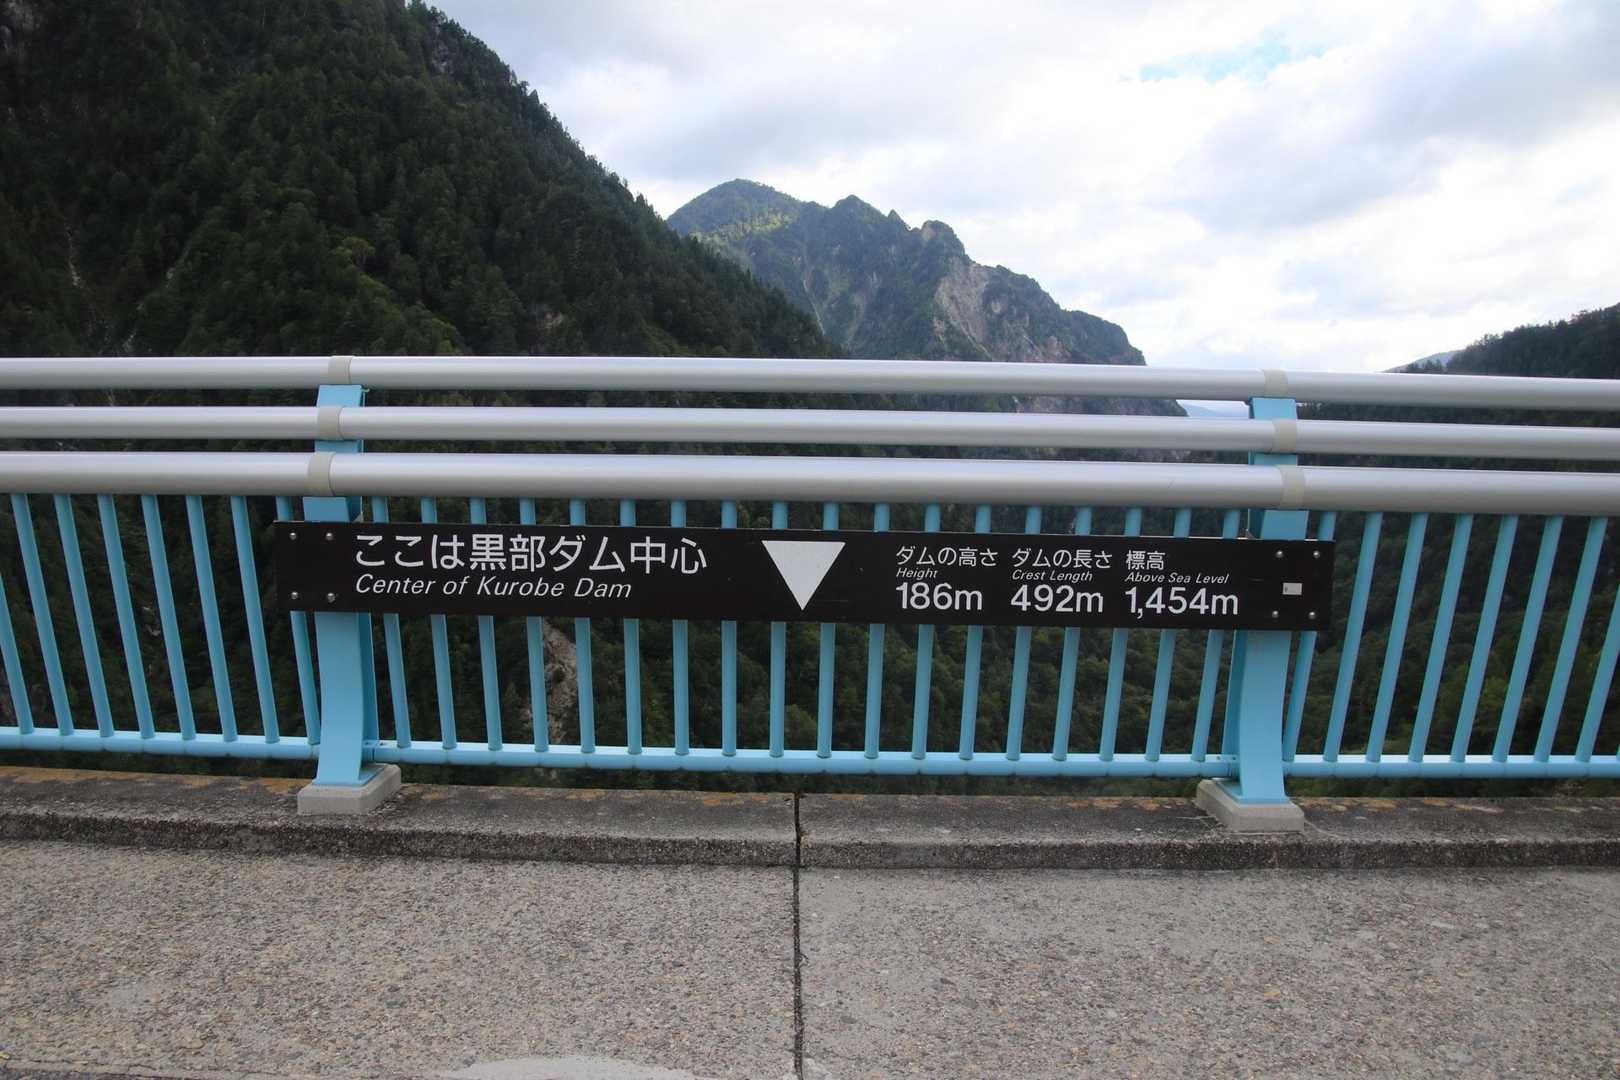 ここは黒部ダム中心
Center of Kurobe Dam
ダムの高さ
Height
186m
ダムの長さ
Crest Length
492m
標高
Above Sea Level
1,454m